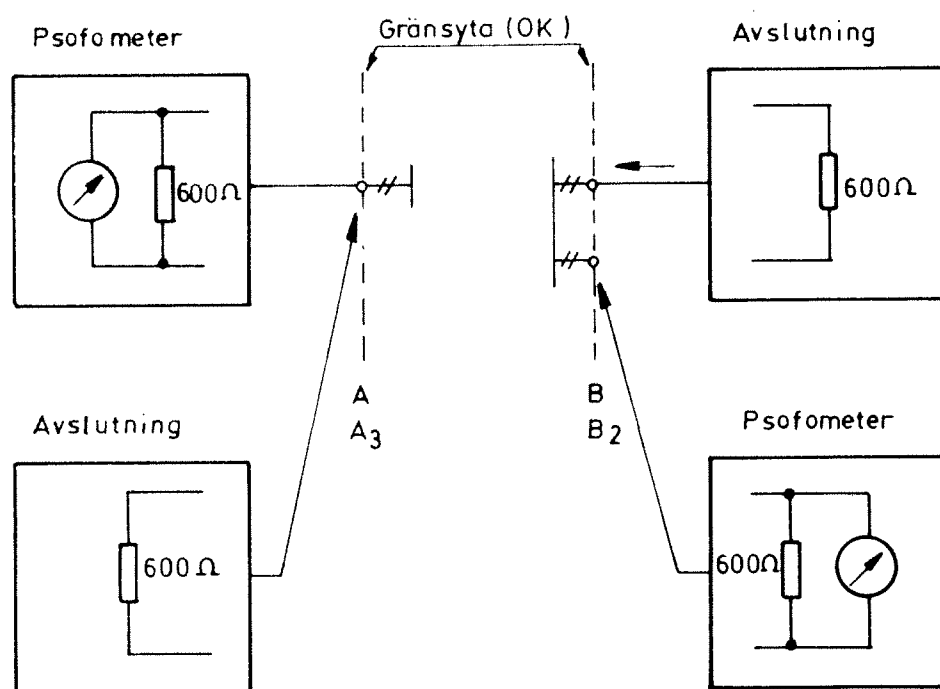 Psofometer
Gränsyta (OK)
Avslutning
600Ω
600Ω
A
A3
B
B2
Avslutning
Psofometer
600Ω
600Ω